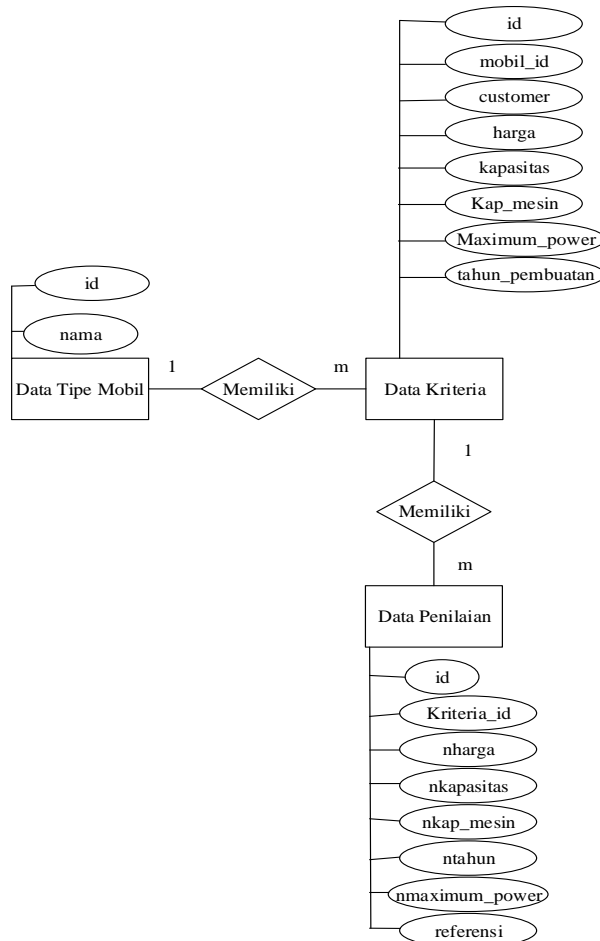 id
mobil_id
customer
harga
kapasitas
Kap_mesin
Maximum_power
tahun_pembuatan
id
nama
Data Tipe Mobil
1
Memiliki
m
Data Kriteria
1
Memiliki
m
Data Penilaian
id
Kriteria_id
nharga
nkapasitas
nkap_mesin
ntahun
nmaximum_power
referensi